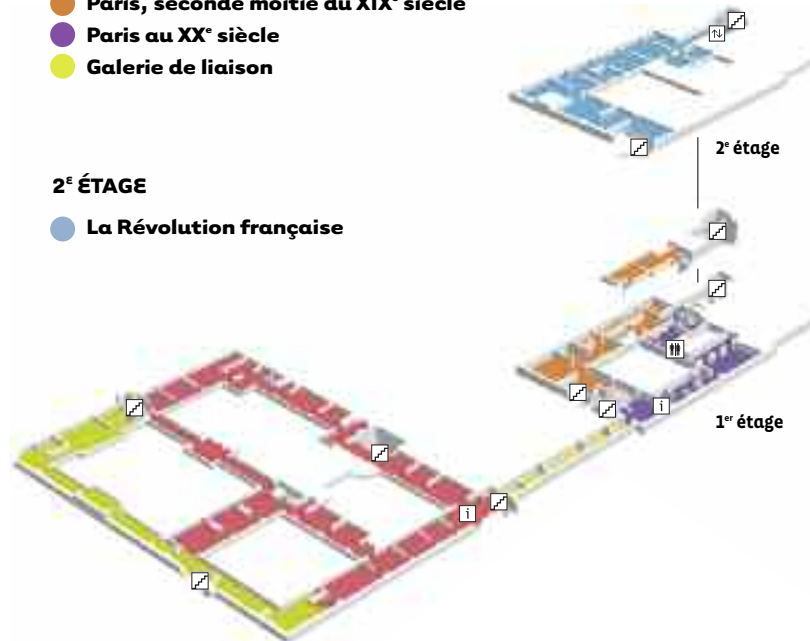 Paris, seconde moitié du XIXᵉ siècle
Paris au XXᵉ siècle
Galerie de liaison
2ᴱ ÉTAGE
La Révolution française
2ᵉ étage
i
1ᵉʳ étage
i